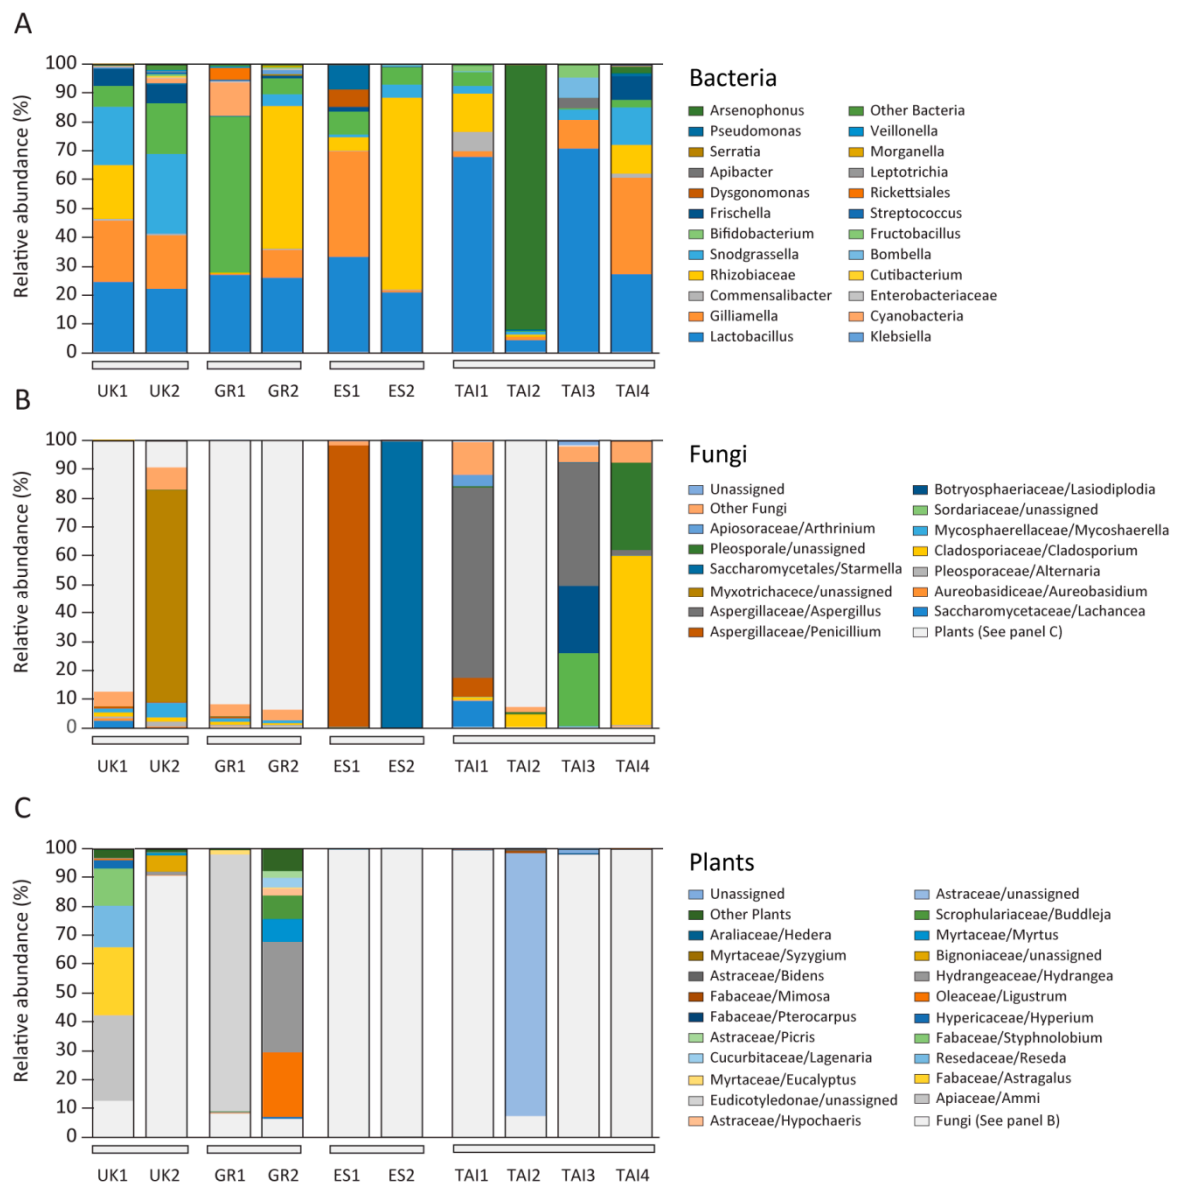 A
Relative abundance (%)
100
90
80
70
60
50
40
30
20
10
0
UK1 UK2 GR1 GR2 ES1 ES2 TAI1 TAI2 TAI3 TAI4
Bacteria
Arsenophonus
Pseudomonas
Serratia
Apibacter
Dysgonomonas
Frischella
Bifidobacterium
Snodgrassella
Rhizobiaceae
Commensalibacter
Gilliamella
Lactobacillus
Other Bacteria
Veillonella
Morganella
Leptotrichia
Rickettsiales
Streptococcus
Fructobacillus
Bombella
Cutibacterium
Enterobacteriaceae
Cyanobacteria
Klebsiella
B
Relative abundance (%)
100
90
80
70
60
50
40
30
20
10
0
UK1 UK2 GR1 GR2 ES1 ES2 TAI1 TAI2 TAI3 TAI4
Fungi
Unassigned
Other Fungi
Apiosoraceae/Arthrinium
Pleosporale/unassigned
Saccharomycetales/Starmella
Myxotrichacece/unassigned
Aspergillaceae/Aspergillus
Aspergillaceae/Penicillium
Botryosphaeriaceae/Lasiodiplodia
Sordariaceae/unassigned
Mycosphaerellaceae/Mycoshaerella
Cladosporiaceae/Cladosporium
Pleosporaceae/Alternaria
Aureobasidiceae/Aureobasidium
Saccharomycetaceae/Lachancea
Plants (See panel C)
C
Relative abundance (%)
100
90
80
70
60
50
40
30
20
10
0
UK1 UK2 GR1 GR2 ES1 ES2 TAI1 TAI2 TAI3 TAI4
Plants
Unassigned
Other Plants
Araliaceae/Hedera
Myrtaceae/Syzygium
Astraceae/Bidens
Fabaceae/Mimosa
Fabaceae/Pterocarpus
Astraceae/Picris
Cucurbitaceae/Lagenaria
Myrtaceae/Eucalyptus
Eudicotyledonae/unassigned
Astraceae/Hypochaeris
Astraceae/unassigned
Scrophulariaceae/Buddleja
Myrtaceae/Myrtus
Bignoniaceae/unassigned
Hydrangeaceae/Hydrangea
Oleaceae/Ligustrum
Hypericaceae/Hyperium
Fabaceae/Styphnolobium
Resedaceae/Reseda
Fabaceae/Astragalus
Apiaceae/Ammi
Fungi (See panel B)